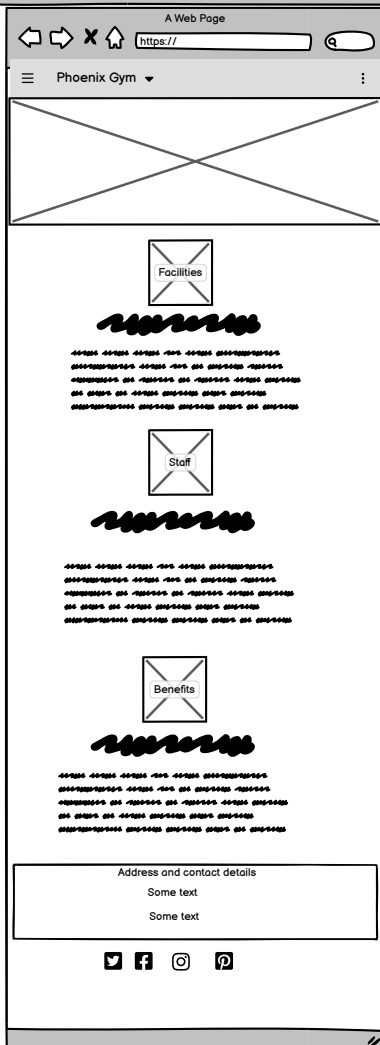 A Web Page
https://
Phoenix Gym
Facilities
Staff
Benefits
Address and contact details
Some text
Some text